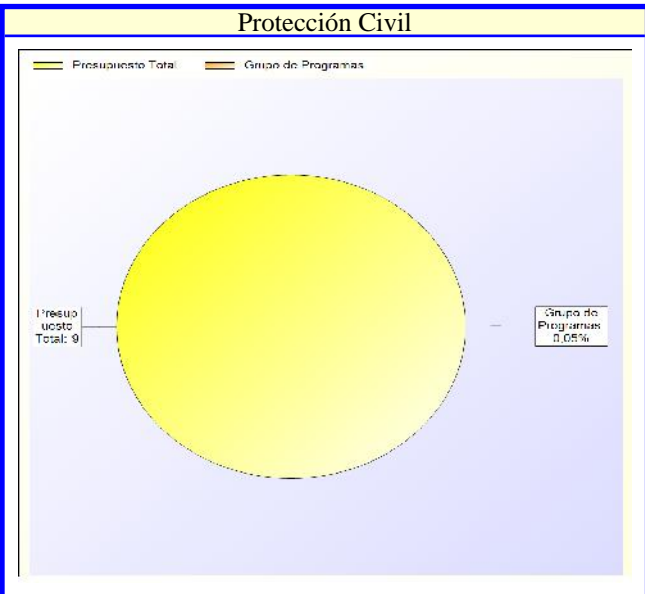 Protección Civil
Presupuesto Total Grupo de Programas
Presup
uesto
Total: 9
Grupo de
Programas
0,05%